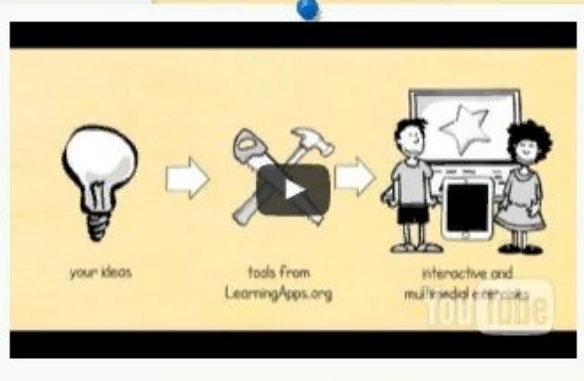 your ideas
tools from
LearningApps.org
interactive and
multimedial exercises
YouTube